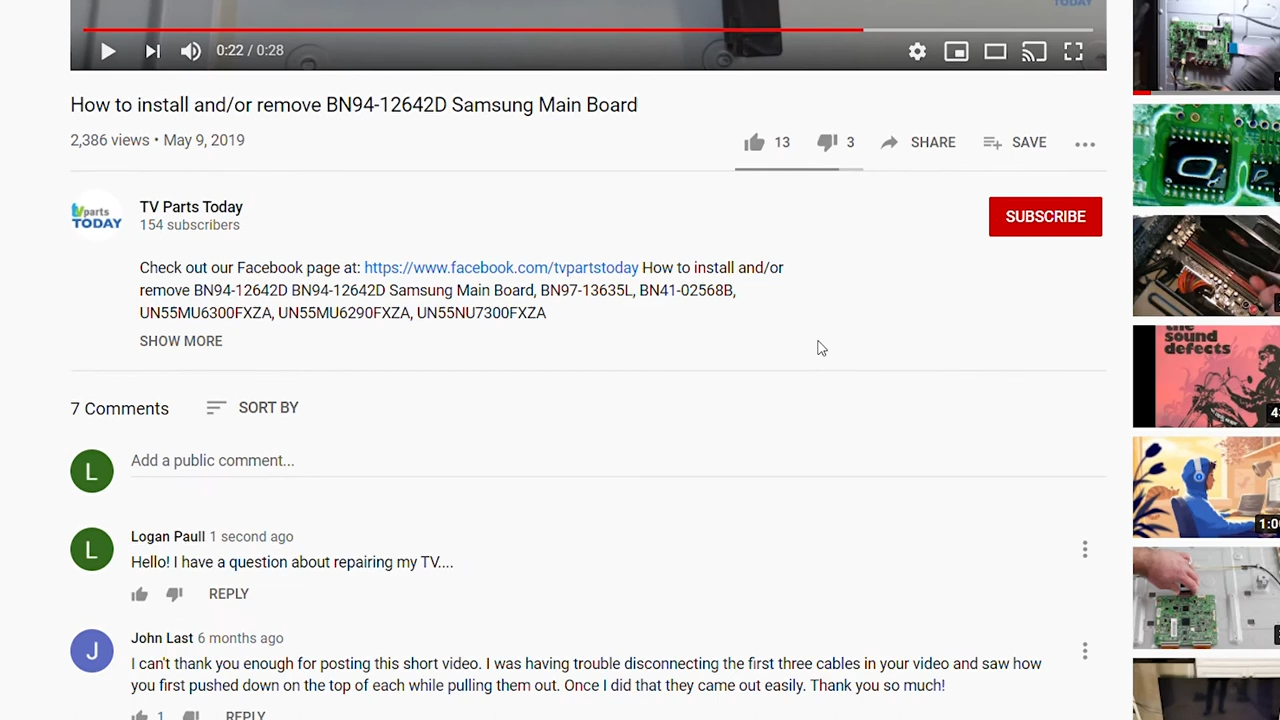 TODAY
0:22 / 0:28
How to install and/or remove BN94-12642D Samsung Main Board
2,386 views • May 9, 2019
13
3
SHARE
SAVE
tvparts
TODAY
TV Parts Today
154 subscribers
SUBSCRIBE
Check out our Facebook page at: https://www.facebook.com/tvpartstoday How to install and/or
remove BN94-12642D BN94-12642D Samsung Main Board, BN97-13635L, BN41-02568B,
UN55MU6300FXZA, UN55MU6290FXZA, UN55NU7300FXZA
SHOW MORE
7 Comments
SORT BY
L
Add a public comment...
L
Logan Paull 1 second ago
Hello! I have a question about repairing my TV....
REPLY
J
John Last 6 months ago
I can't thank you enough for posting this short video. I was having trouble disconnecting the first three cables in your video and saw how
you first pushed down on the top of each while pulling them out. Once I did that they came out easily. Thank you so much!
1
REPLY
the
sound
defects